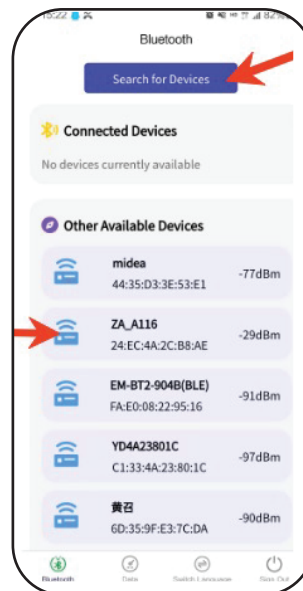 15:22
82%
Bluetooth
Search for Devices
Connected Devices
No devices currently available
Other Available Devices
midea
44:35:D3:3E:53:E1
-77dBm
ZA_A116
24:EC:4A:2C:B8:AE
-29dBm
EM-BT2-904B(BLE)
FA:E0:08:22:95:16
-91dBm
YD4A23801C
C1:33:4A:23:80:1C
-97dBm
黄召
6D:35:9F:E3:7C:DA
-90dBm
Bluetooth Data Switch Language Sign Out